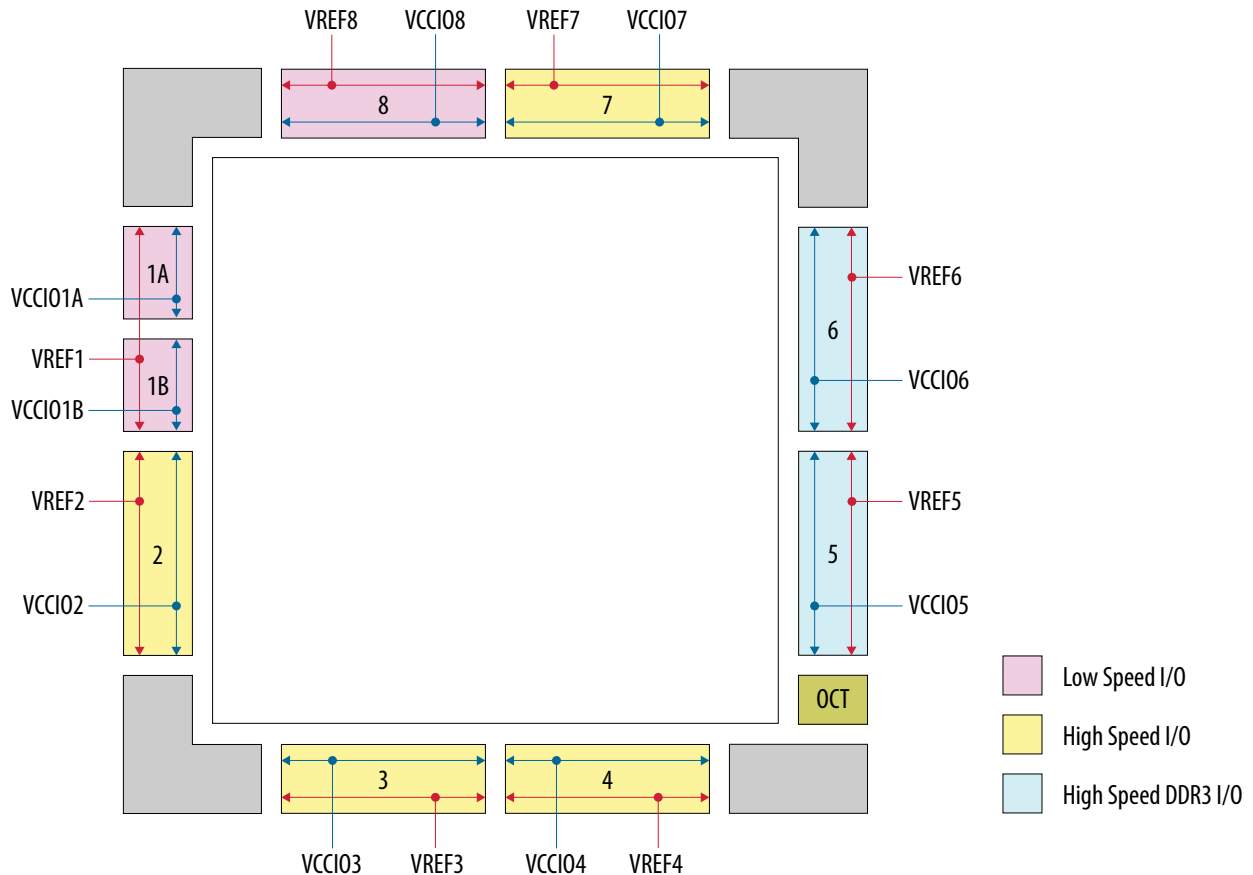 VREF8
VCCIO8
VREF7
VCCIO7
8
7
1A
VCCIO1A
VREF1
1B
VCCIO1B
VREF2
2
VCCIO2
VREF6
6
VCCIO6
VREF5
5
VCCIO5
OCT
3
4
VCCIO3
VREF3
VCCIO4
VREF4
Low Speed I/O
High Speed I/O
High Speed DDR3 I/O